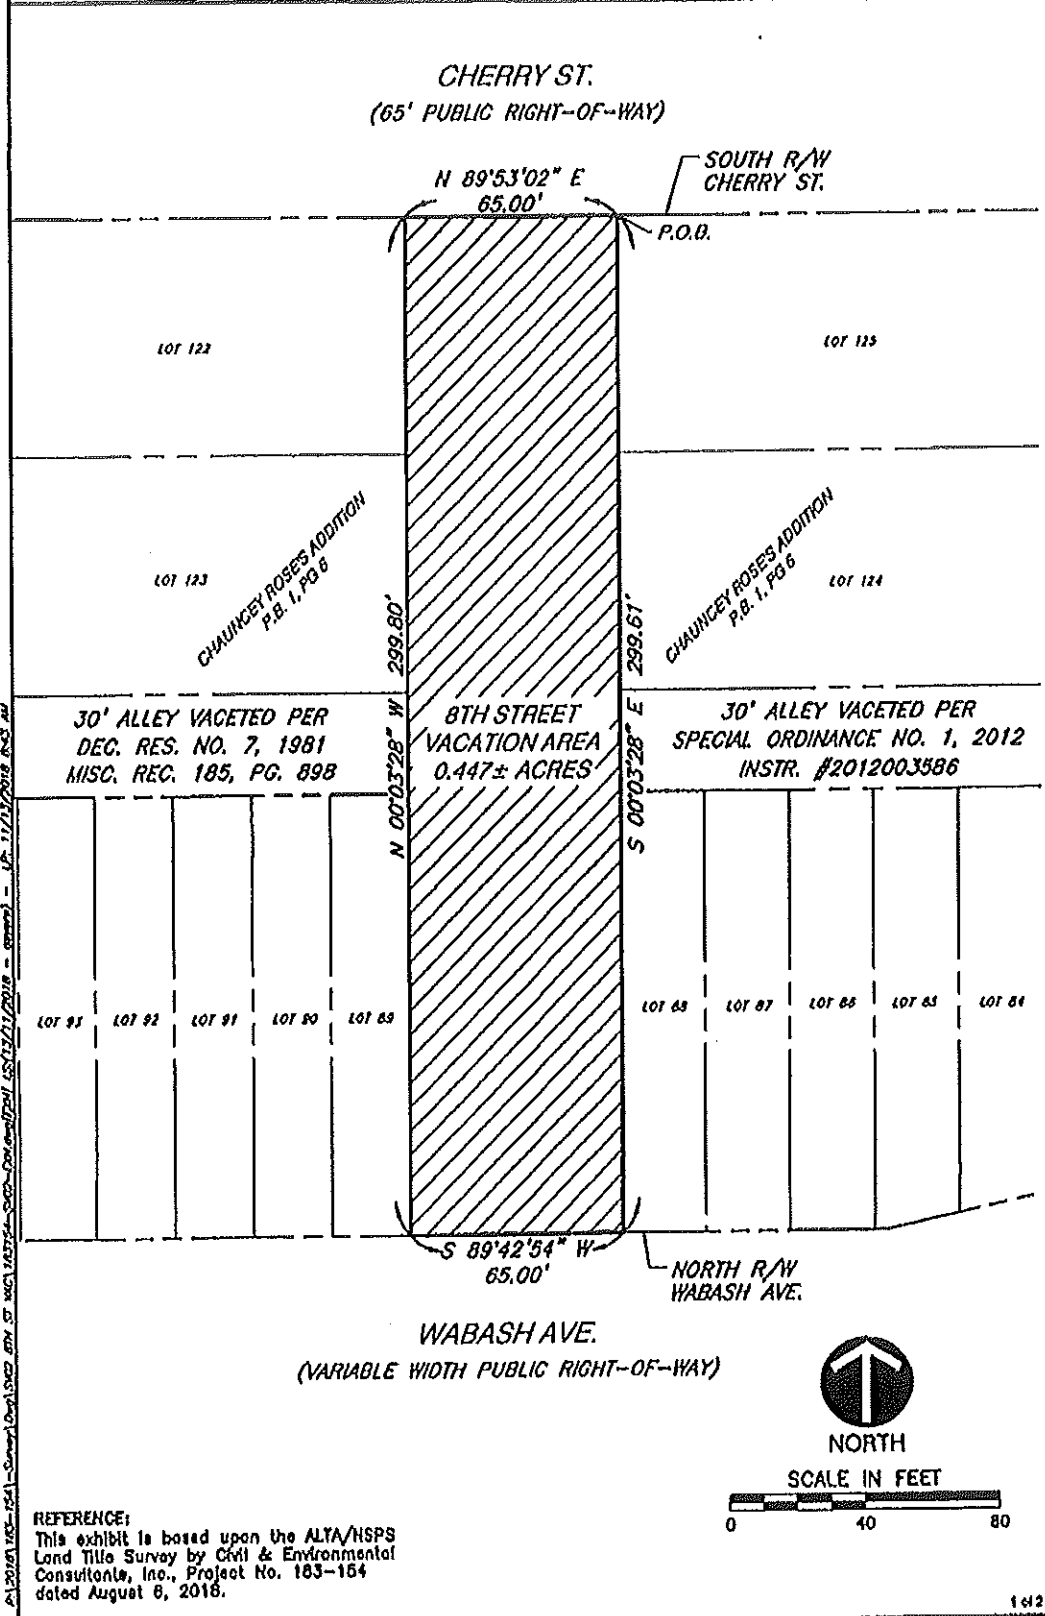 CHERRY ST.
(65' PUBLIC RIGHT-OF-WAY)
SOUTH R/W
CHERRY ST.
N 89°53'02" E
65.00'
P.O.B.
LOT 122
LOT 125
CHAUNCEY ROSE'S ADDITION
P.B. 1, PG 6
LOT 123
CHAUNCEY ROSE'S ADDITION
P.B. 1, PG 6
LOT 124
N 00°03'28" W 299.80'
S 00°03'28" E 299.61'
30' ALLEY VACETED PER
DEC. RES. NO. 7, 1981
MISC. REC. 185, PG. 898
8TH STREET
VACATION AREA
0.447± ACRES
30' ALLEY VACETED PER
SPECIAL ORDINANCE NO. 1, 2012
INSTR. #2012003586
LOT 93
LOT 92
LOT 91
LOT 90
LOT 89
LOT 88
LOT 87
LOT 86
LOT 85
LOT 84
S 89°42'54" W
65.00'
NORTH R/W
WABASH AVE.
WABASH AVE.
(VARIABLE WIDTH PUBLIC RIGHT-OF-WAY)
NORTH
SCALE IN FEET
0 40 80
REFERENCE:
This exhibit is based upon the ALTA/NSPS
Land Title Survey by Civil & Environmental
Consultants, Inc., Project No. 183-154
dated August 6, 2018.
1 of 2